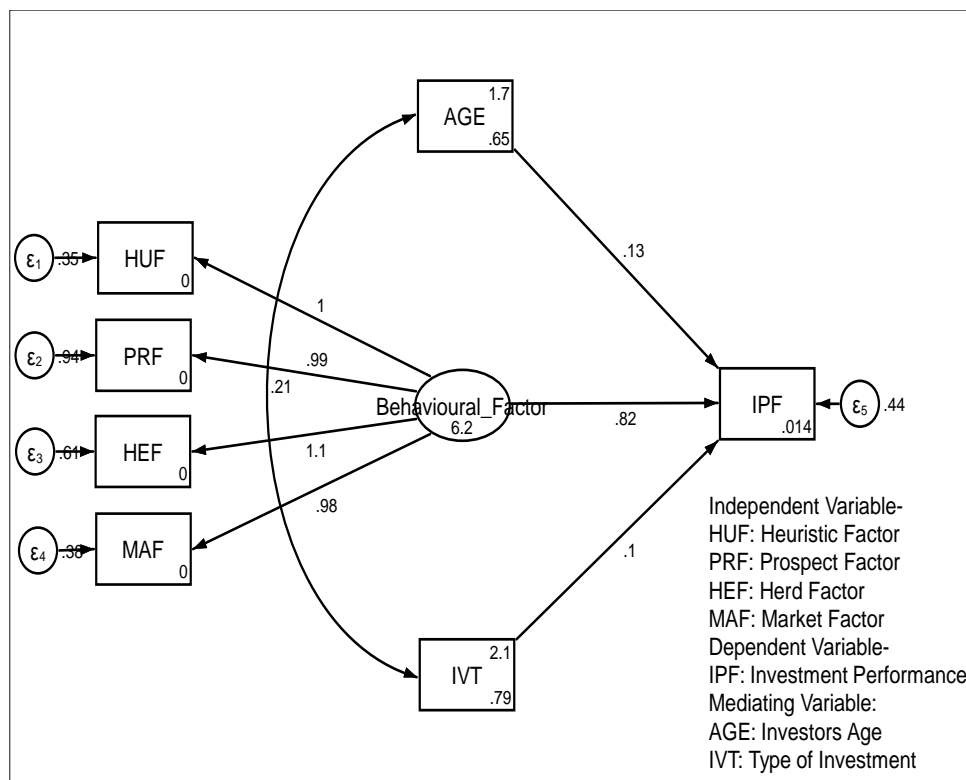 1.7
AGE
.65
ε1
.35
HUF
0
.13
1
ε2
.94
PRF
0
.99
.21
Behavioural_Factor
6.2
.82
IPF
.014
ε5
.44
ε3
.61
HEF
0
1.1
.98
ε4
.38
MAF
0
.1
2.1
IVT
.79
Independent Variable-
HUF: Heuristic Factor
PRF: Prospect Factor
HEF: Herd Factor
MAF: Market Factor
Dependent Variable-
IPF: Investment Performance
Mediating Variable:
AGE: Investors Age
IVT: Type of Investment